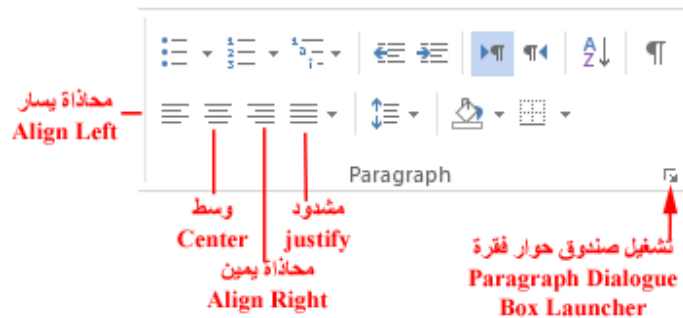 محاذاة يسار
Align Left
Paragraph
وسط
Center
مشدود
justify
محاذاة يمين
Align Right
تشغيل صندوق حوار فقرة
Paragraph Dialogue
Box Launcher